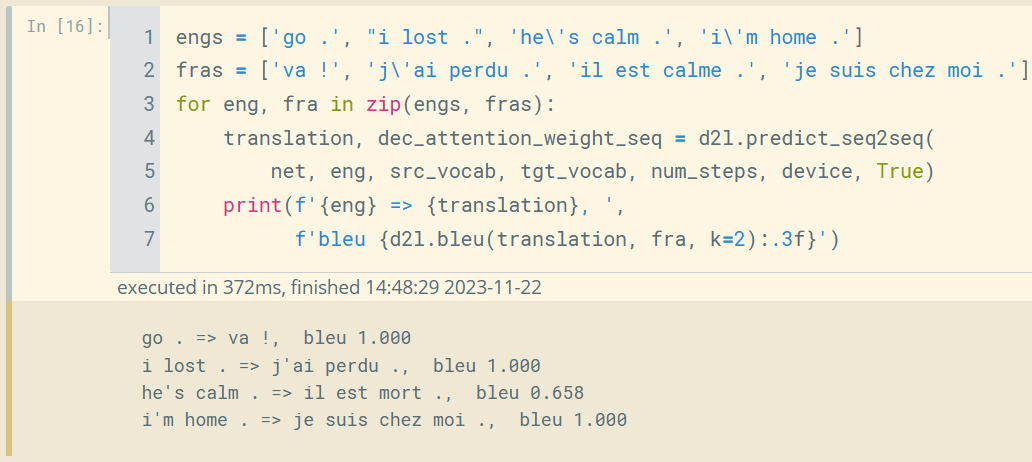 In [16]:
1 engs = ['go .', "i lost .", 'he\'s calm .', 'i\'m home .']
2 fras = ['va !', 'j\'ai perdu .', 'il est calme .', 'je suis chez moi .']
3 for eng, fra in zip(engs, fras):
4     translation, dec_attention_weight_seq = d2l.predict_seq2seq(
5         net, eng, src_vocab, tgt_vocab, num_steps, device, True)
6     print(f'{eng} => {translation}, ',
7           f'bleu {d2l.bleu(translation, fra, k=2):.3f}')
executed in 372ms, finished 14:48:29 2023-11-22
go . => va !,  bleu 1.000
i lost . => j'ai perdu .,  bleu 1.000
he's calm . => il est mort .,  bleu 0.658
i'm home . => je suis chez moi .,  bleu 1.000